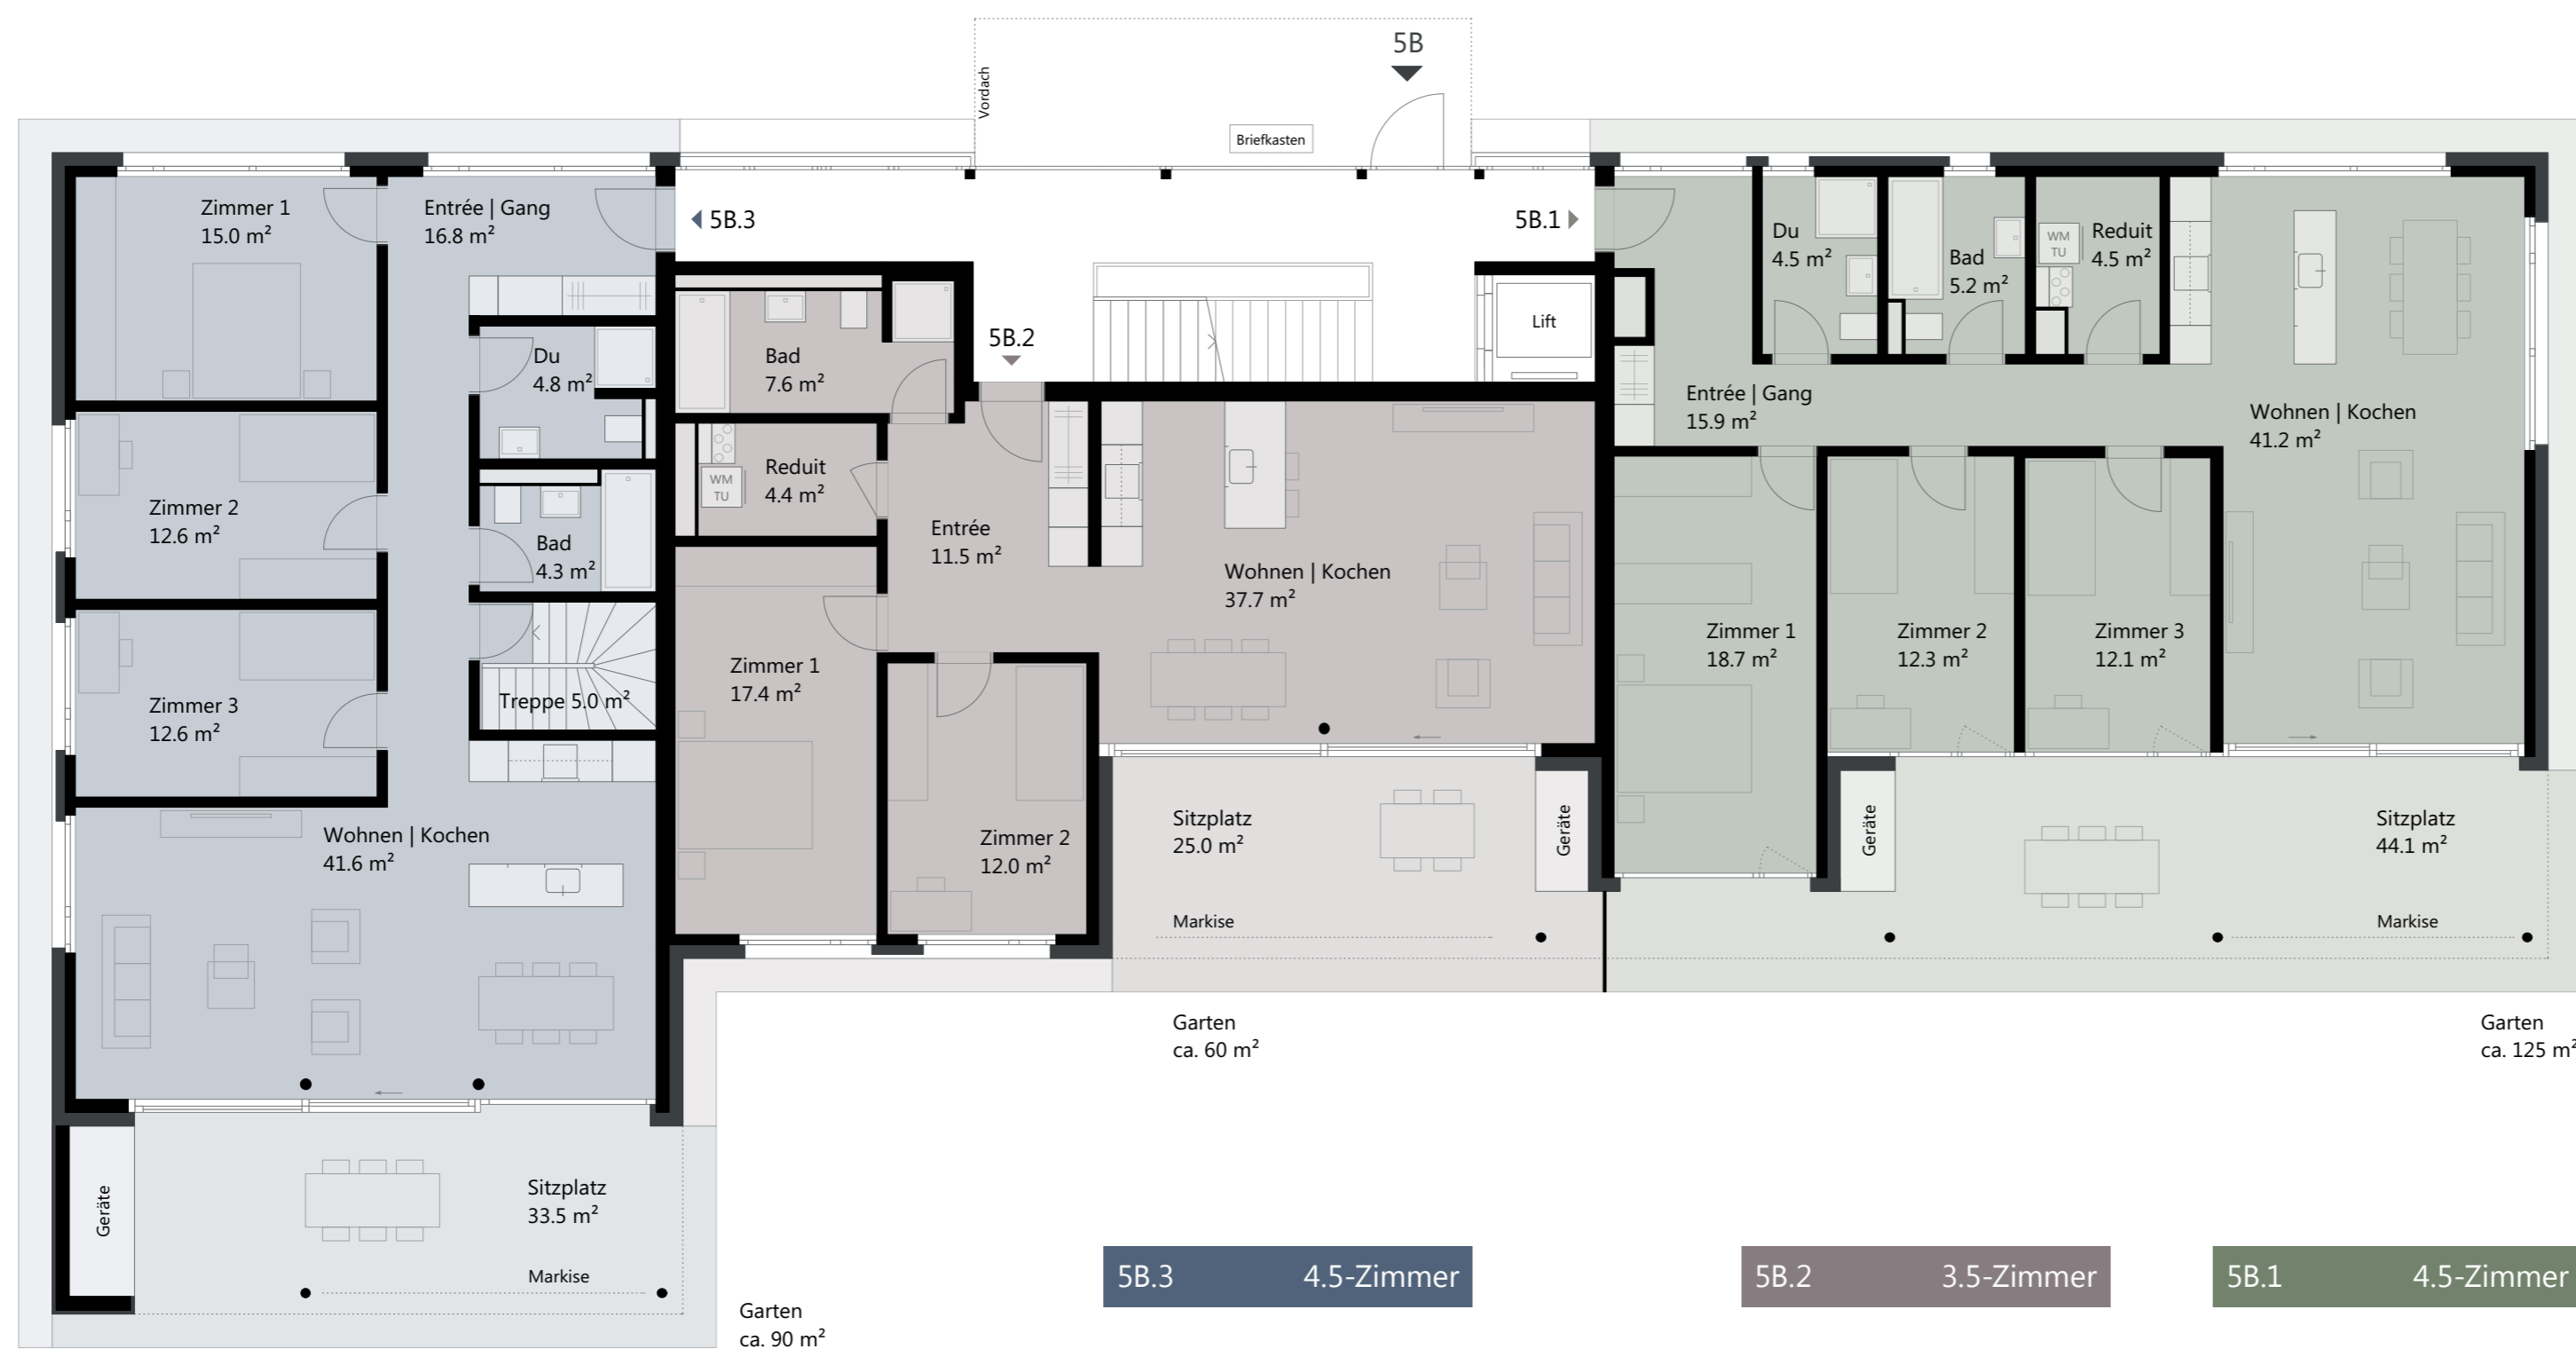 5B
Vordach
Briefkasten
5B.3
5B.1
5B.2
Lift
Zimmer 1
15.0 m²
Entrée | Gang
16.8 m²
Du
4.8 m²
Zimmer 2
12.6 m²
Bad
4.3 m²
Zimmer 3
12.6 m²
Treppe 5.0 m²
Wohnen | Kochen
41.6 m²
Geräte
Sitzplatz
33.5 m²
Markise
Garten
ca. 90 m²
Bad
7.6 m²
Reduit
4.4 m²
WM
TU
Entrée
11.5 m²
Wohnen | Kochen
37.7 m²
Zimmer 1
17.4 m²
Zimmer 2
12.0 m²
Sitzplatz
25.0 m²
Geräte
Markise
Garten
ca. 60 m²
Du
4.5 m²
Bad
5.2 m²
WM
TU
Reduit
4.5 m²
Entrée | Gang
15.9 m²
Wohnen | Kochen
41.2 m²
Zimmer 1
18.7 m²
Zimmer 2
12.3 m²
Zimmer 3
12.1 m²
Geräte
Sitzplatz
44.1 m²
Markise
Garten
ca. 125 m²
5B.3 4.5-Zimmer
5B.2 3.5-Zimmer
5B.1 4.5-Zimmer